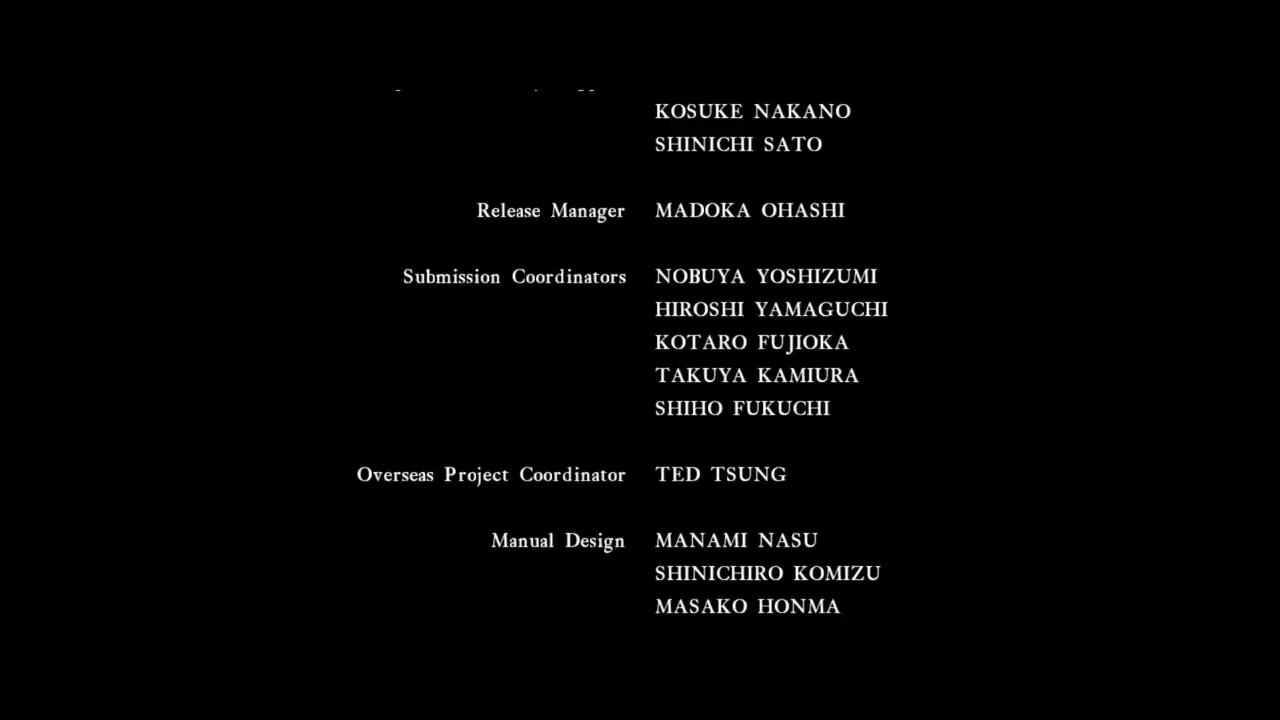 KOSUKE NAKANO
SHINICHI SATO
Release Manager MADOKA OHASHI
Submission Coordinators NOBUYA YOSHIZUMI
HIROSHI YAMAGUCHI
KOTARO FUJIOKA
TAKUYA KAMIURA
SHIHO FUKUCHI
Overseas Project Coordinator TED TSUNG
Manual Design MANAMI NASU
SHINICHIRO KOMIZU
MASAKO HONMA